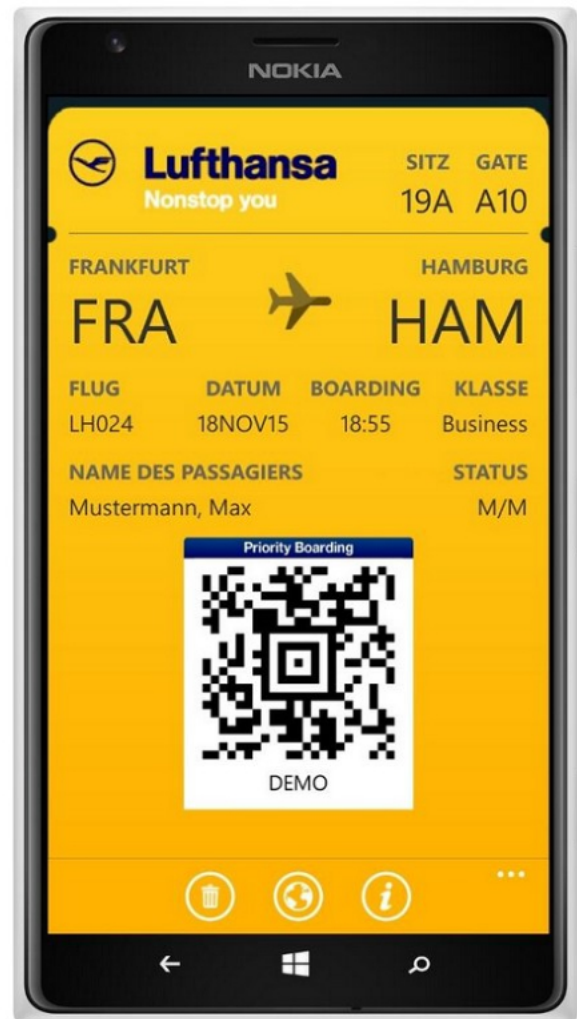 NOKIA
Lufthansa
Nonstop you
SITZ GATE
19A A10
FRANKFURT HAMBURG
FRA HAM
FLUG DATUM BOARDING KLASSE
LH024 18NOV15 18:55 Business
NAME DES PASSAGIERS STATUS
Mustermann, Max M/M
Priority Boarding
DEMO